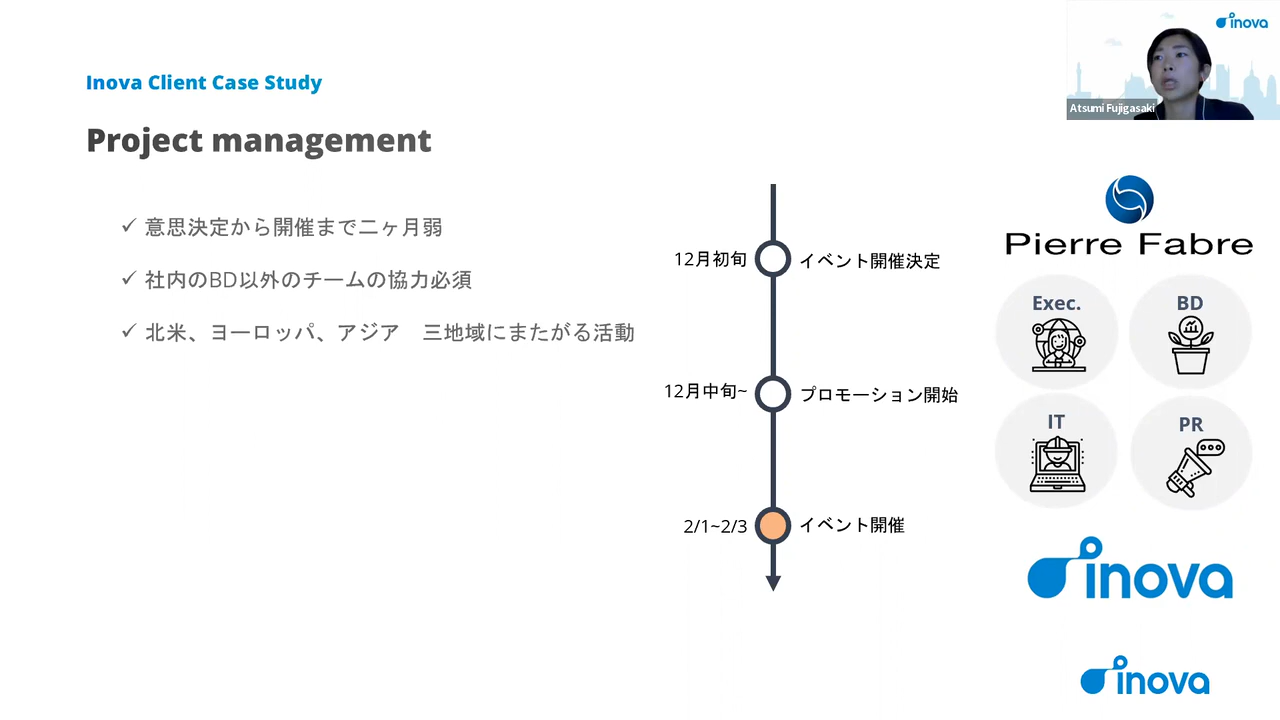 inova
Atsumi Fujigasaki
Inova Client Case Study
Project management
意思決定から開催まで二ヶ月弱
社内のBD以外のチームの協力必須
北米、ヨーロッパ、アジア　三地域にまたがる活動
12月初旬 イベント開催決定
12月中旬~ プロモーション開始
2/1~2/3 イベント開催
Pierre Fabre
Exec. BD
IT PR
inova
inova